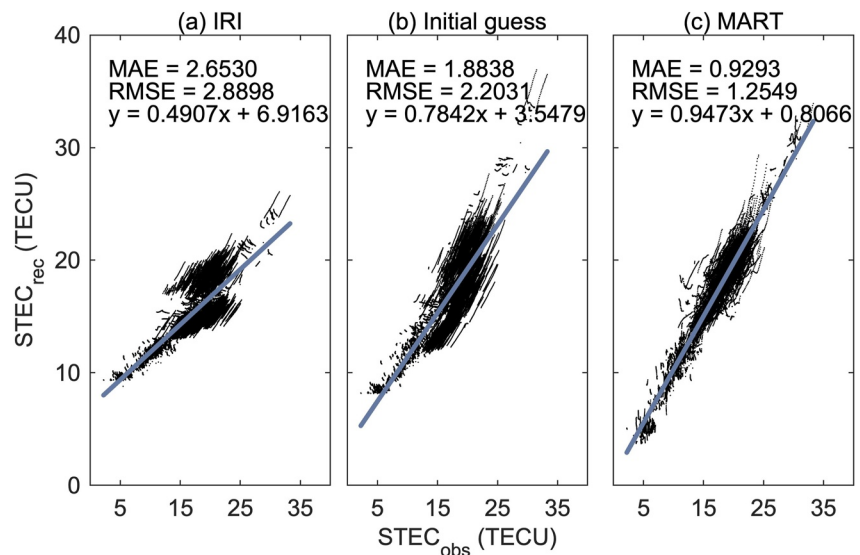 (a) IRI
(b) Initial guess
(c) MART
40
30
20
10
0
STEC_rec (TECU)
MAE = 2.6530
RMSE = 2.8898
y = 0.4907x + 6.9163
MAE = 1.8838
RMSE = 2.2031
y = 0.7842x + 3.5479
MAE = 0.9293
RMSE = 1.2549
y = 0.9473x + 0.8066
5 15 25 35
5 15 25 35
5 15 25 35
STEC_obs (TECU)